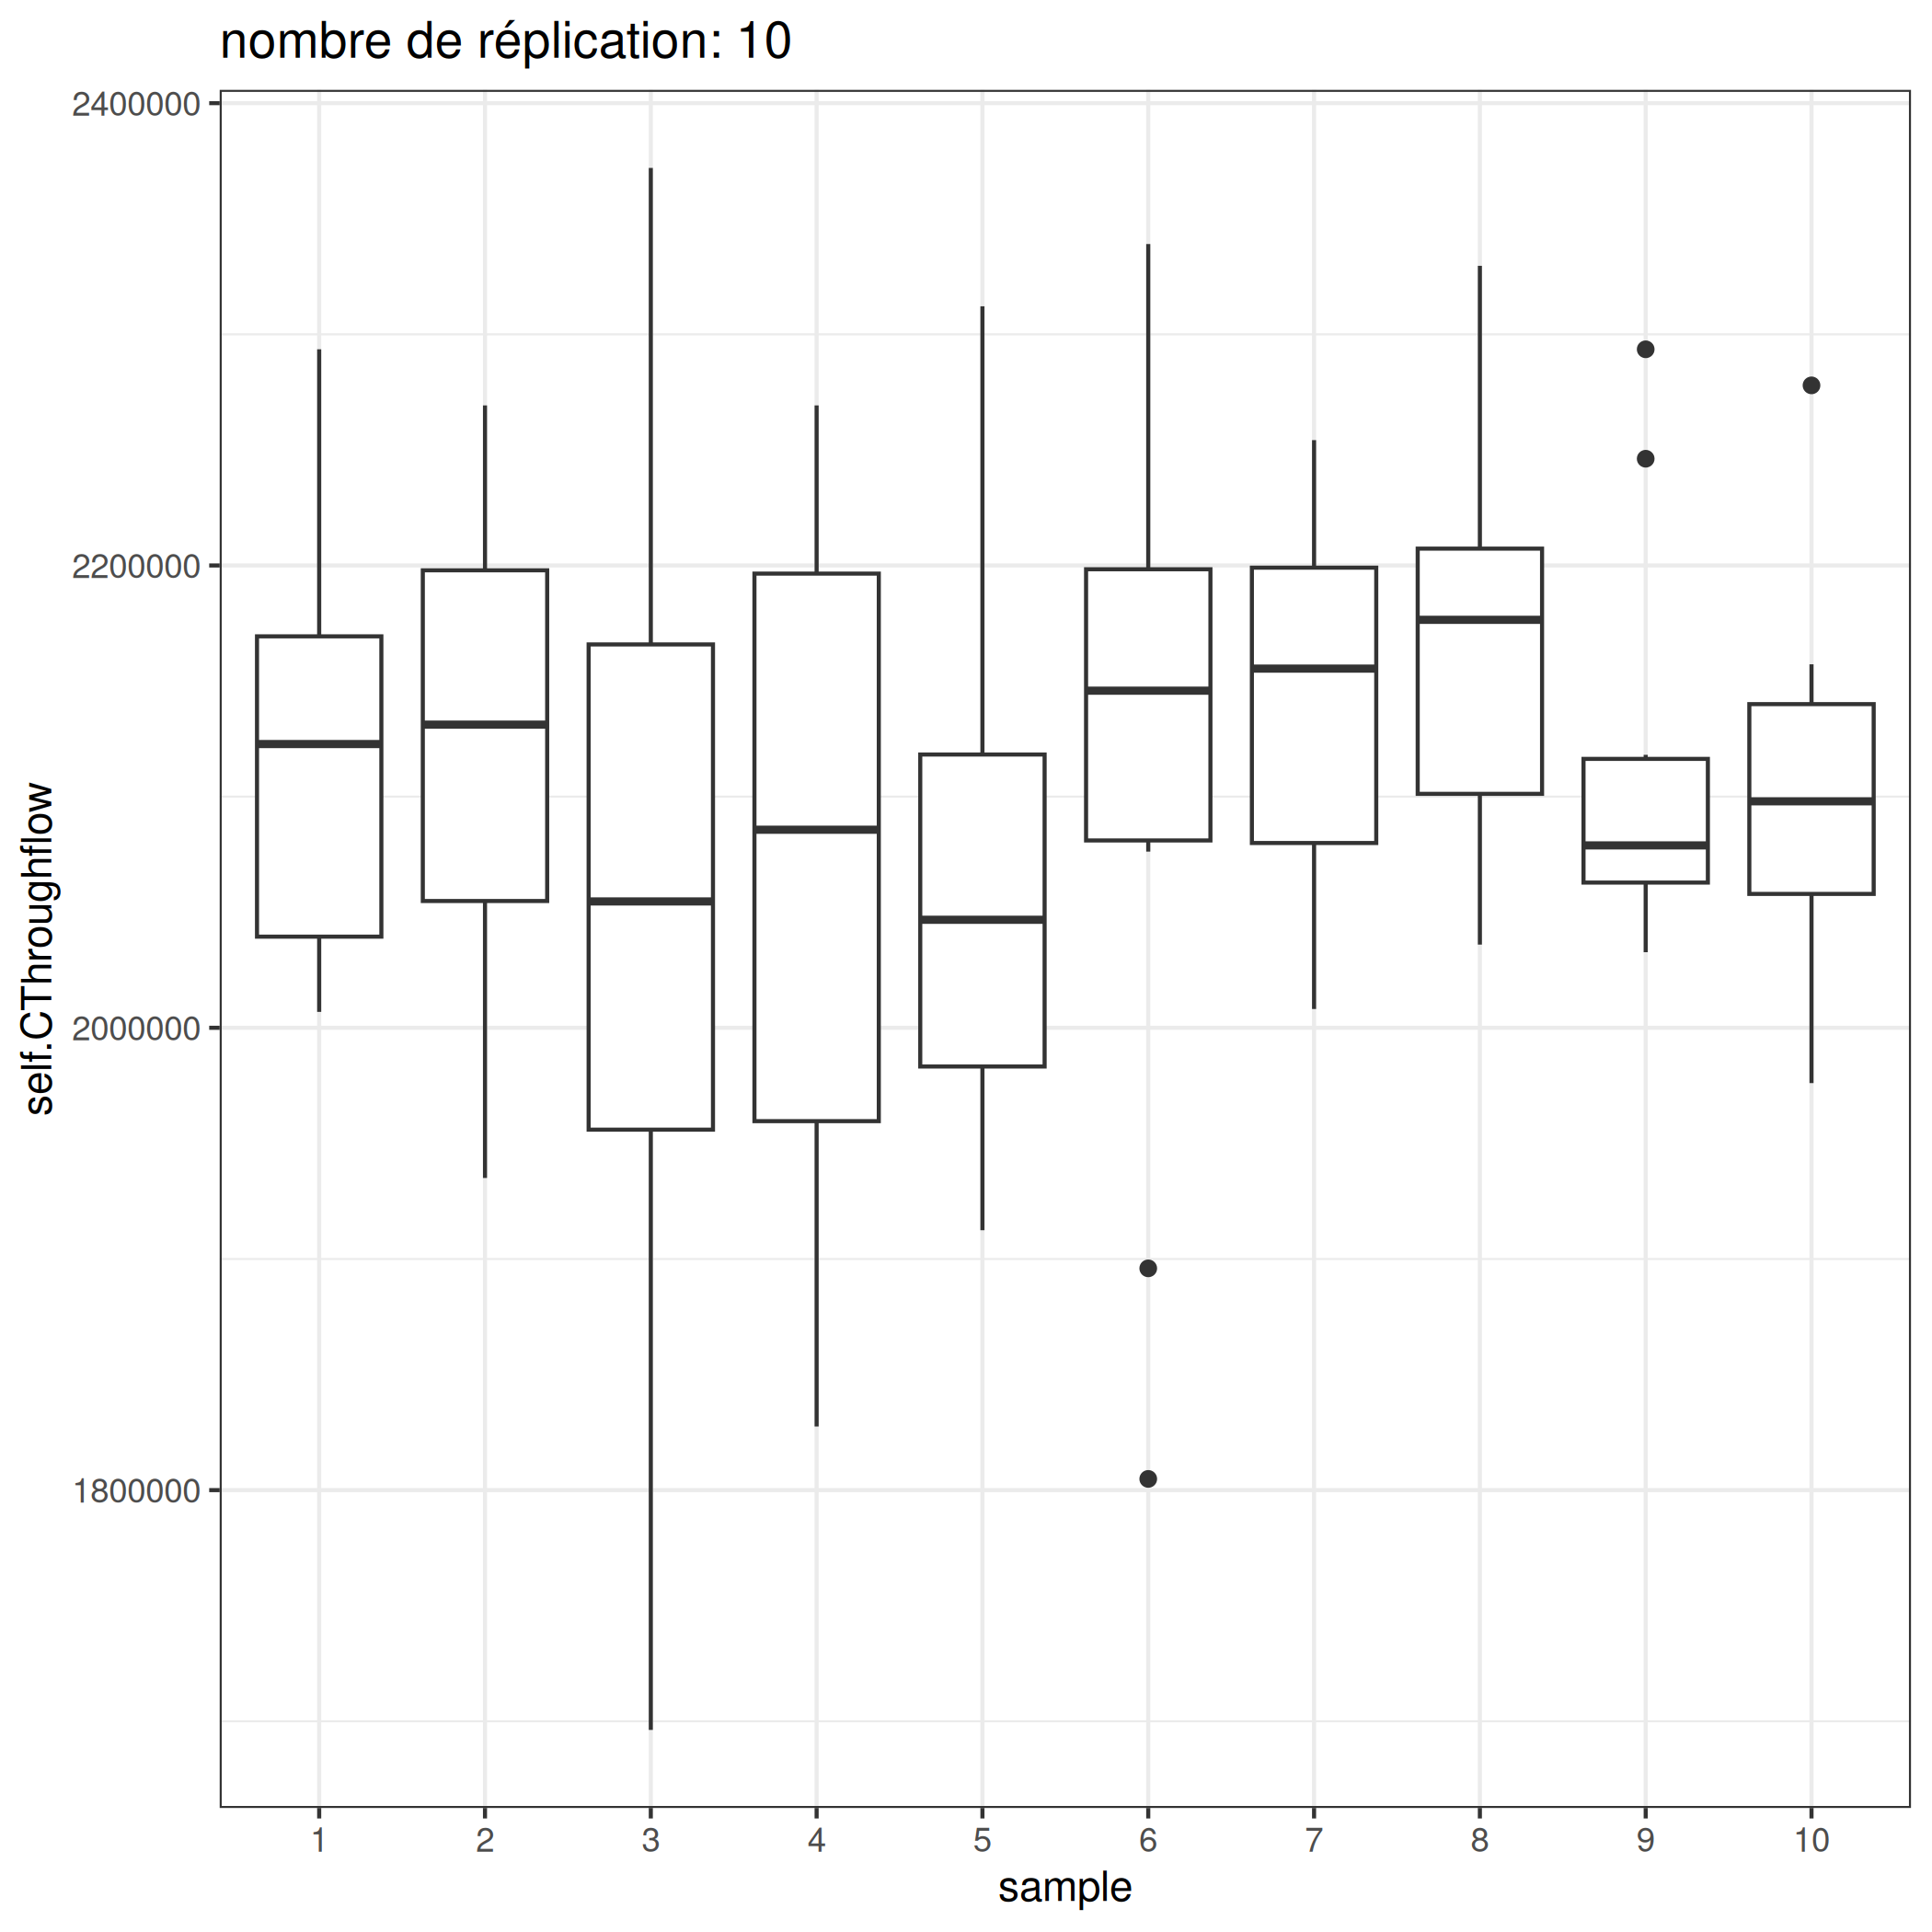 nombre de réplication: 10
2400000
2200000
2000000
1800000
self.CThroughflow
1 2 3 4 5 6 7 8 9 10
sample